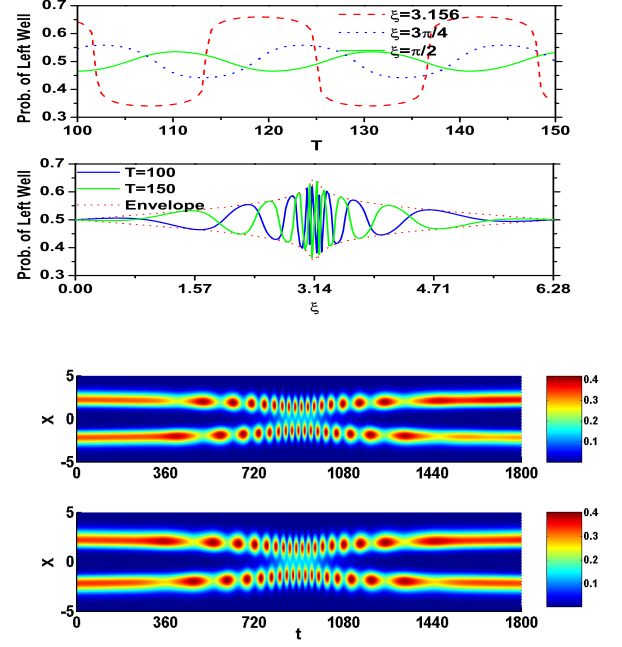 0.7
0.6
0.5
0.4
0.3
Prob. of Left Well
ξ=3.156
ξ=3π/4
ξ=π/2
100 110 120 130 140 150
T
0.7
0.6
0.5
0.4
0.3
Prob. of Left Well
T=100
T=150
Envelope
0.00 1.57 3.14 4.71 6.28
ξ
5
0
-5
X
0 360 720 1080 1440 1800
0.4
0.3
0.2
0.1
5
0
-5
X
0 360 720 1080 1440 1800
t
0.4
0.3
0.2
0.1